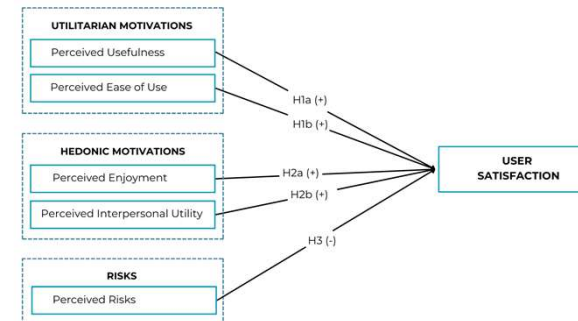 UTILITARIAN MOTIVATIONS
Perceived Usefulness
Perceived Ease of Use
H1a (+)
H1b (+)
HEDONIC MOTIVATIONS
Perceived Enjoyment
Perceived Interpersonal Utility
H2a (+)
H2b (+)
USER
SATISFACTION
H3 (-)
RISKS
Perceived Risks